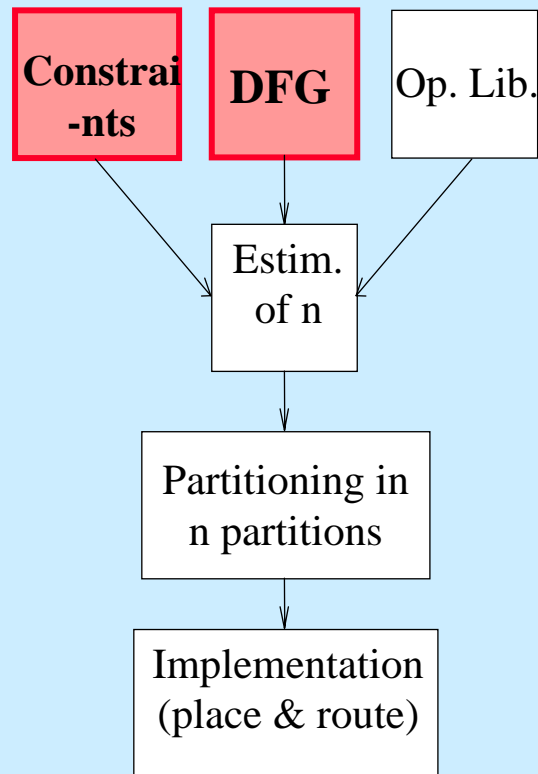 Constrai
-nts
DFG
Op. Lib.
Estim.
of n
Partitioning in
n partitions
Implementation
(place & route)